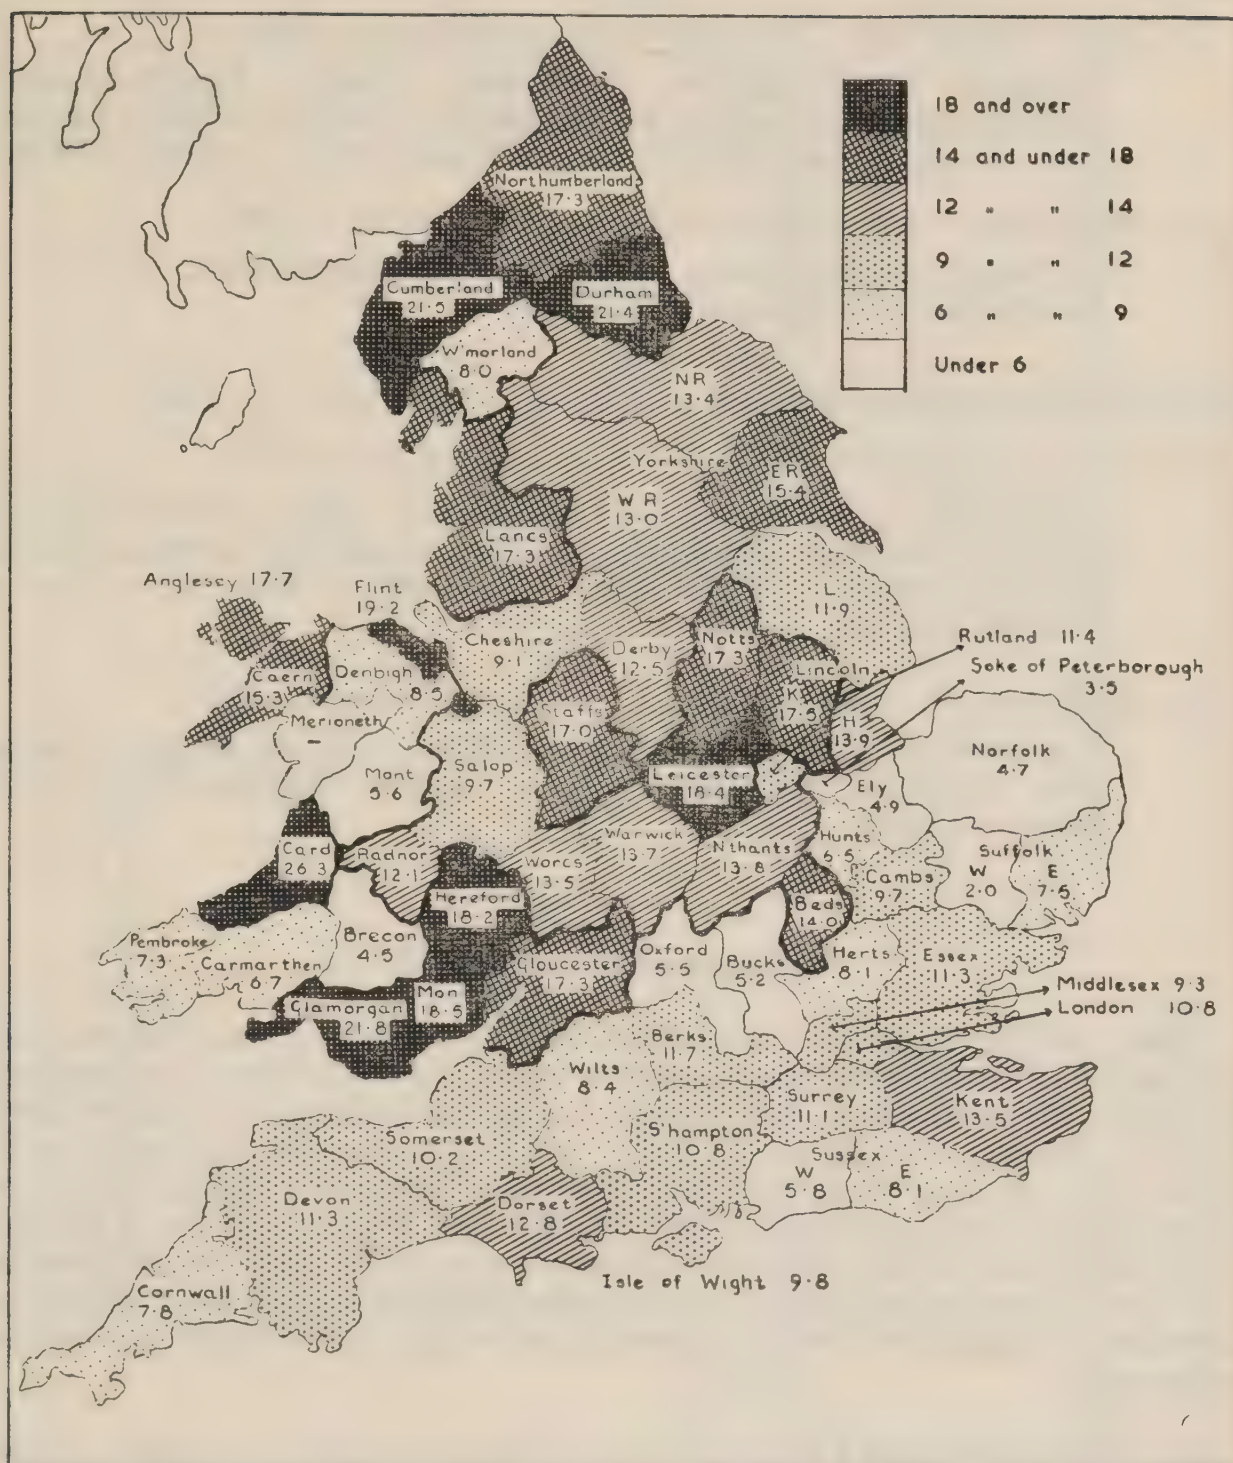 18 and over
14 and under 18
12 " " 14
9 " " 12
6 " " 9
Under 6
Northumberland
17·3
Cumberland
21·5
Durham
21·4
W'morland
8·0
NR
13·4
Yorkshire
ER
15·4
WR
13·0
Lancs
17·3
Anglesey 17·7
Flint
19·2
L
11·9
Cheshire
9·1
Derby
12·5
Notts
17·3
Lincoln
K
17·5
H
13·9
Rutland 11·4
Soke of Peterborough
3·5
Caern
15·3
Denbigh
8·5
Merioneth
–
Staffs
17·0
Mont
5·6
Salop
9·7
Leicester
18·4
Ely
4·9
Norfolk
4·7
Card
26·3
Radnor
12·1
Worcs
13·5
Warwick
13·7
N'thants
13·8
Hunts
6·5
Cambs
9·7
Suffolk
W
2·0
E
7·5
Hereford
18·2
Beds
14·0
Pembroke
7·3
Carmarthen
6·7
Brecon
4·5
Gloucester
17·3
Oxford
5·5
Bucks
5·2
Herts
8·1
Essex
11·3
Glamorgan
21·8
Mon
18·5
Middlesex 9·3
London 10·8
Berks
11·7
Wilts
8·4
Surrey
11·1
Kent
13·5
Somerset
10·2
S'hampton
10·8
Sussex
W
5·8
E
8·1
Devon
11·3
Dorset
12·8
Isle of Wight 9·8
Cornwall
7·8